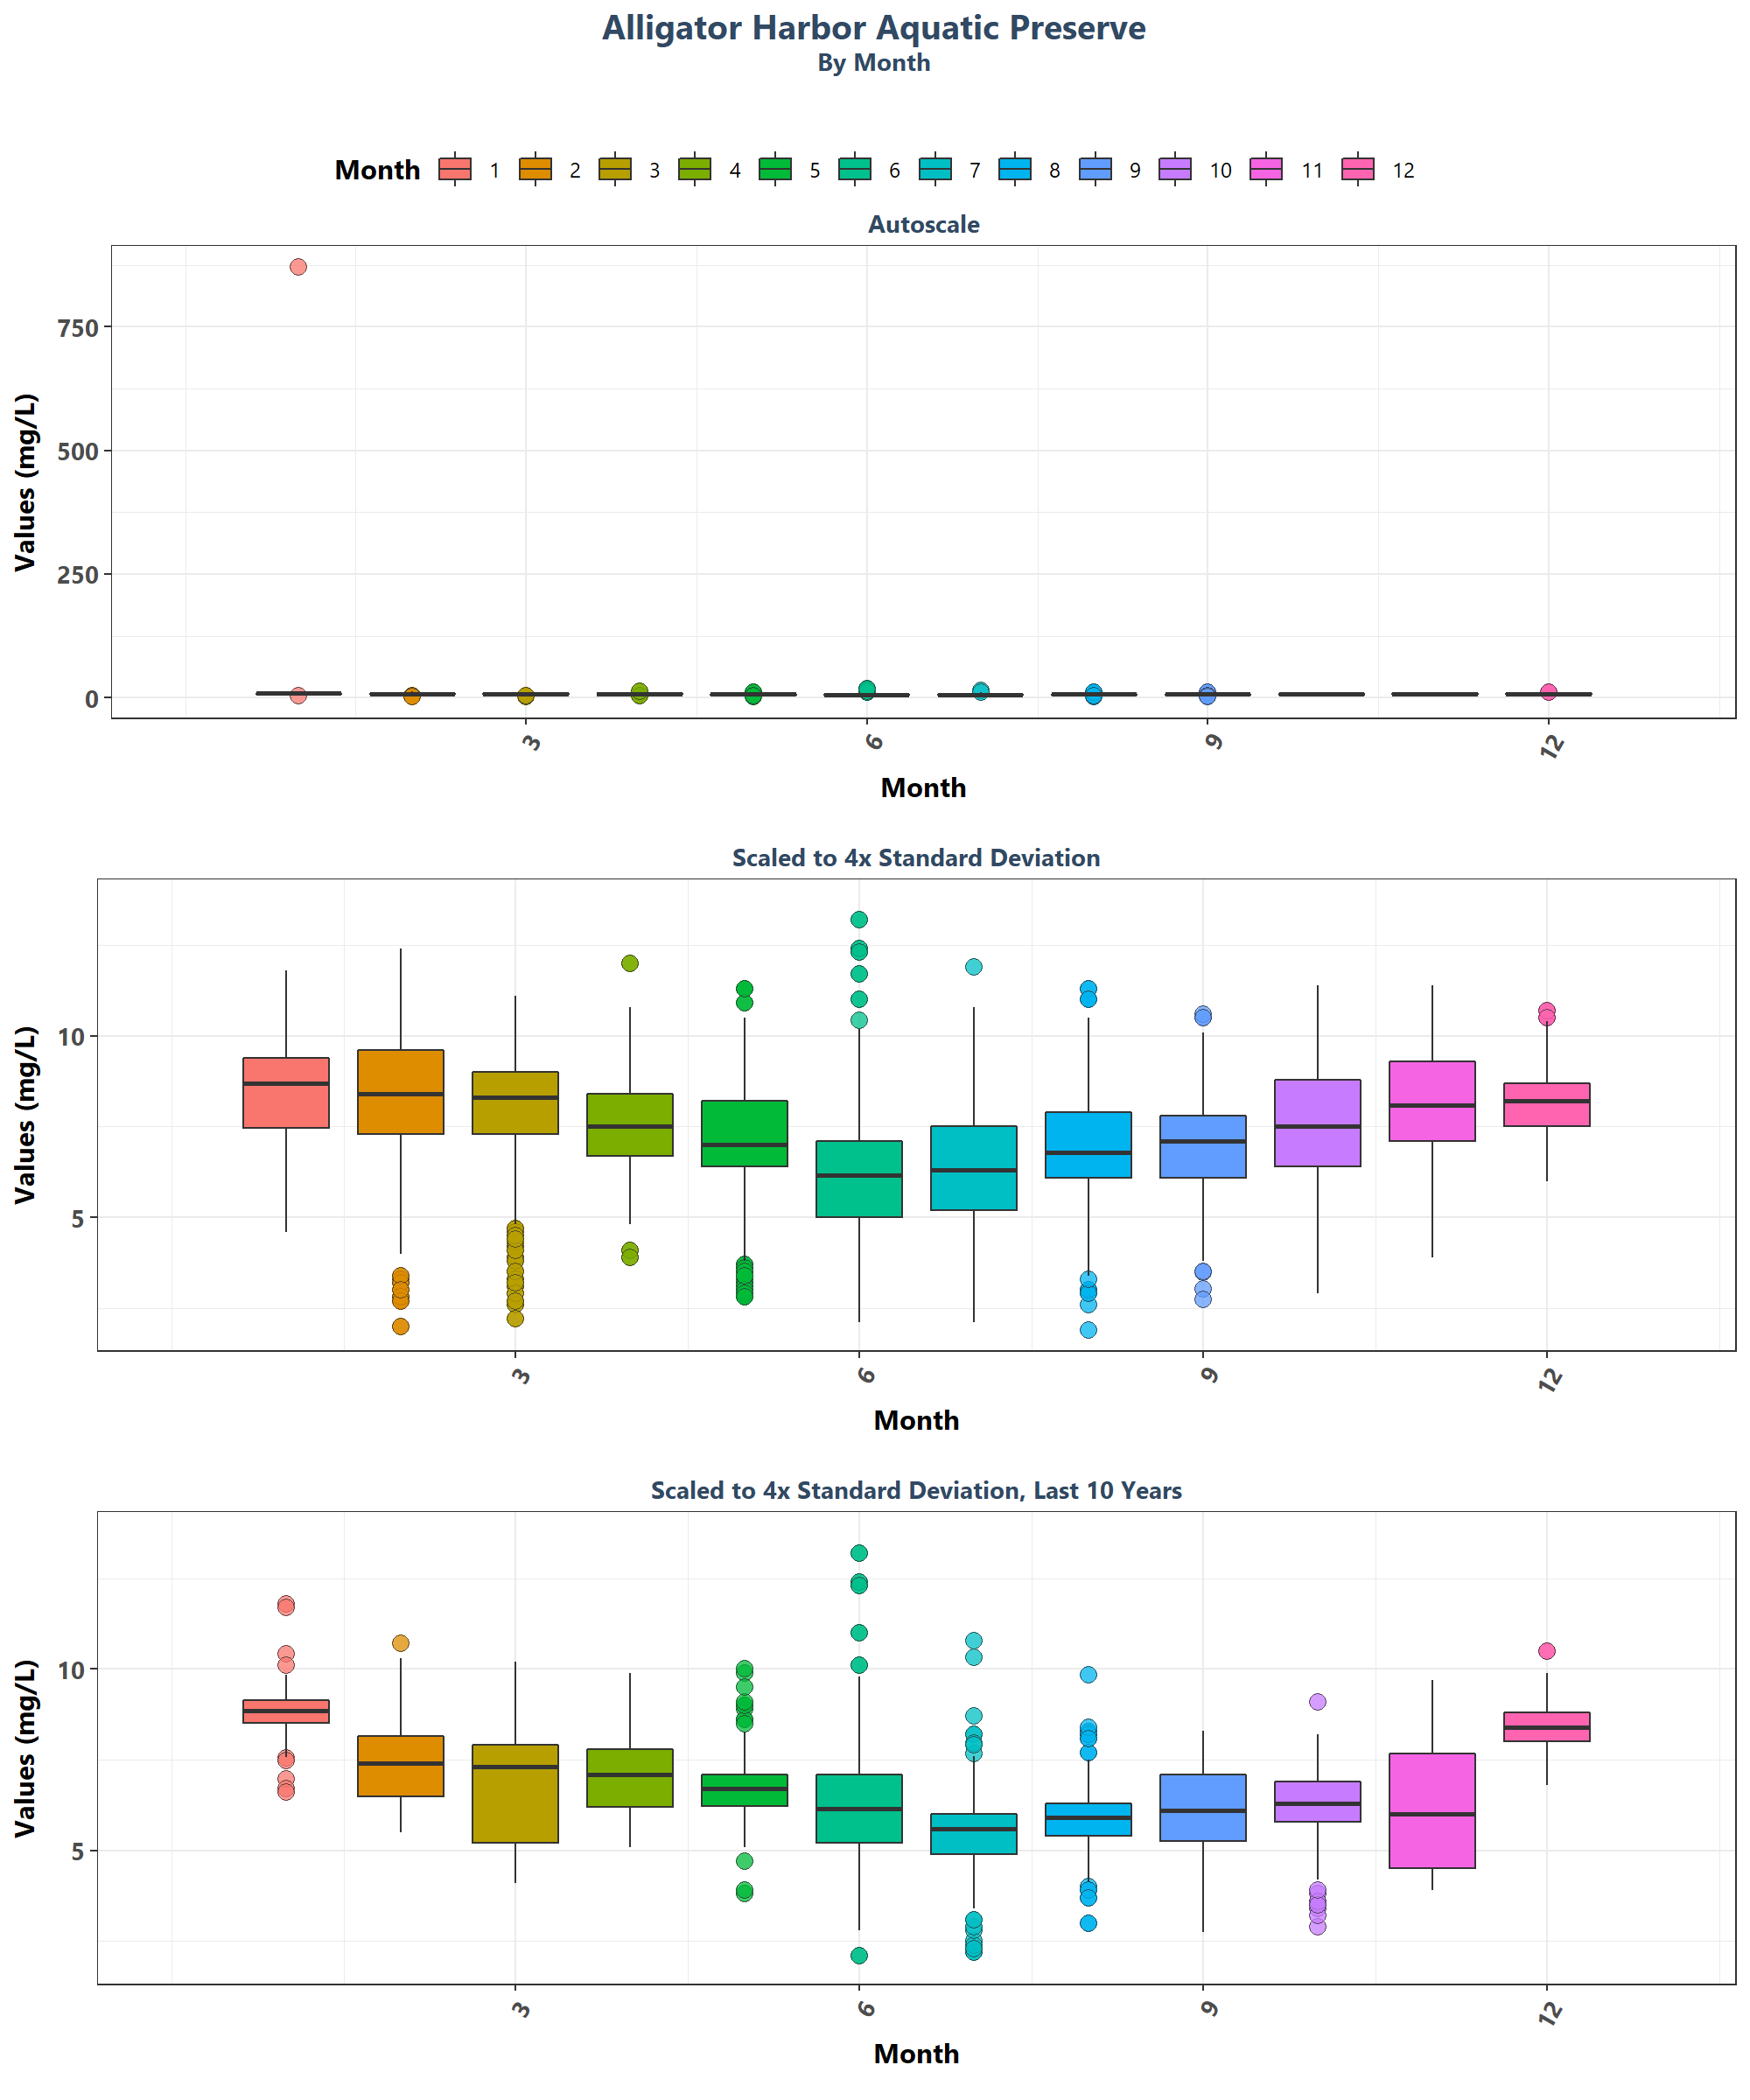 Alligator Harbor Aquatic Preserve
By Month
Month 1 2 3 4 5 6 7 8 9 10 11 12
Autoscale
Values (mg/L)
750
500
250
0
3 6 9 12
Month
Scaled to 4x Standard Deviation
Values (mg/L)
10
5
3 6 9 12
Month
Scaled to 4x Standard Deviation, Last 10 Years
Values (mg/L)
10
5
3 6 9 12
Month